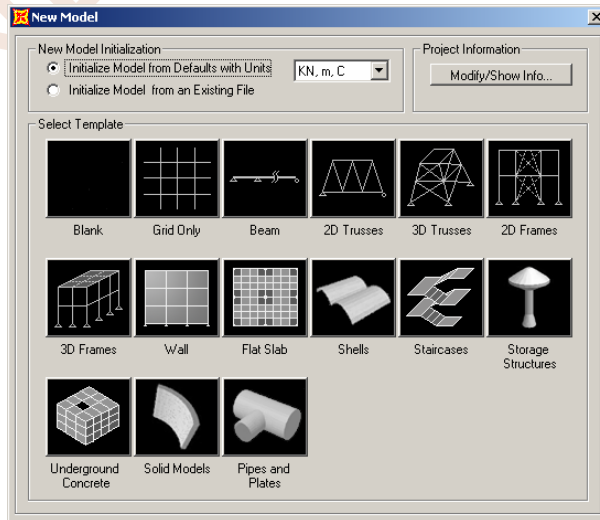 New Model
New Model Initialization
Project Information
Initialize Model from Defaults with Units
KN, m, C
Modify/Show Info...
Initialize Model from an Existing File
Select Template
Blank
Grid Only
Beam
2D Trusses
3D Trusses
2D Frames
3D Frames
Wall
Flat Slab
Shells
Staircases
Storage
Structures
Underground
Concrete
Solid Models
Pipes and
Plates